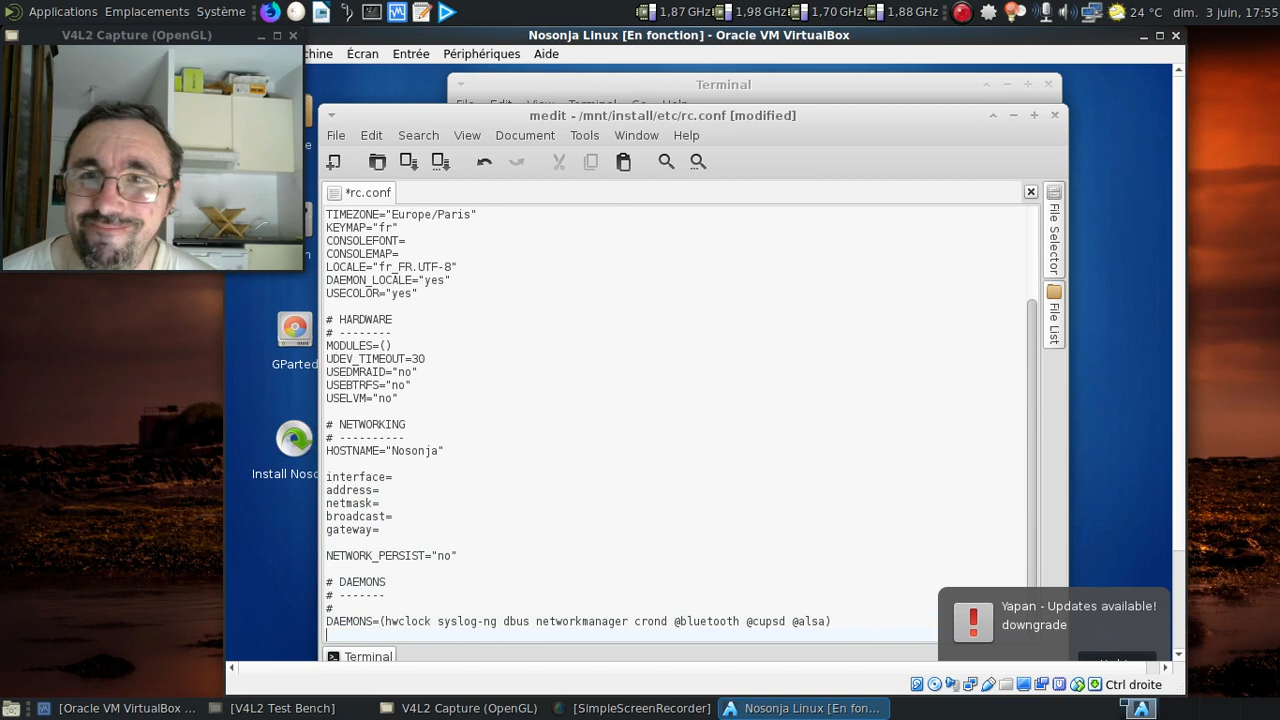 Applications Emplacements Système
1,87 GHz 1,98 GHz 1,70 GHz 1,88 GHz
24 °C dim. 3 juin, 17:55
V4L2 Capture (OpenGL)
Nosonja Linux [En fonction] - Oracle VM VirtualBox
chine Écran Entrée Périphériques Aide
Terminal
medit - /mnt/install/etc/rc.conf [modified]
File Edit Search View Document Tools Window Help
*rc.conf
File Selector
File List
TIMEZONE="Europe/Paris"
KEYMAP="fr"
CONSOLEFONT=
CONSOLEMAP=
LOCALE="fr_FR.UTF-8"
DAEMON_LOCALE="yes"
USECOLOR="yes"
# HARDWARE
# --------
MODULES=()
UDEV_TIMEOUT=30
USEDMRAID="no"
USEBTRFS="no"
USELVM="no"
# NETWORKING
# ----------
HOSTNAME="Nosonja"
interface=
address=
netmask=
broadcast=
gateway=
NETWORK_PERSIST="no"
# DAEMONS
# -------
#
DAEMONS=(hwclock syslog-ng dbus networkmanager crond @bluetooth @cupsd @alsa)
GParted
Install Noso
Yapan - Updates available!
downgrade
Terminal
Ctrl droite
[Oracle VM VirtualBox ...
[V4L2 Test Bench]
V4L2 Capture (OpenGL)
[SimpleScreenRecorder]
Nosonja Linux [En fon...